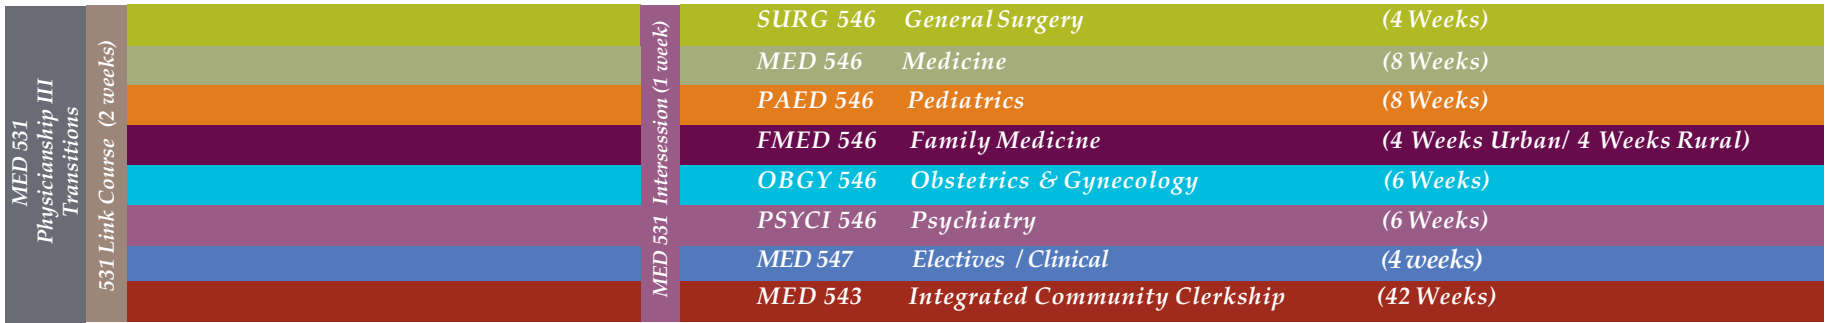 MED 531
Physicianship III
Transitions
531 Link Course (2 weeks)
MED 531 Intersession (1 week)
SURG 546 General Surgery (4 Weeks)
MED 546 Medicine (8 Weeks)
PAED 546 Pediatrics (8 Weeks)
FMED 546 Family Medicine (4 Weeks Urban/ 4 Weeks Rural)
OBGY 546 Obstetrics & Gynecology (6 Weeks)
PSYCI 546 Psychiatry (6 Weeks)
MED 547 Electives / Clinical (4 weeks)
MED 543 Integrated Community Clerkship (42 Weeks)